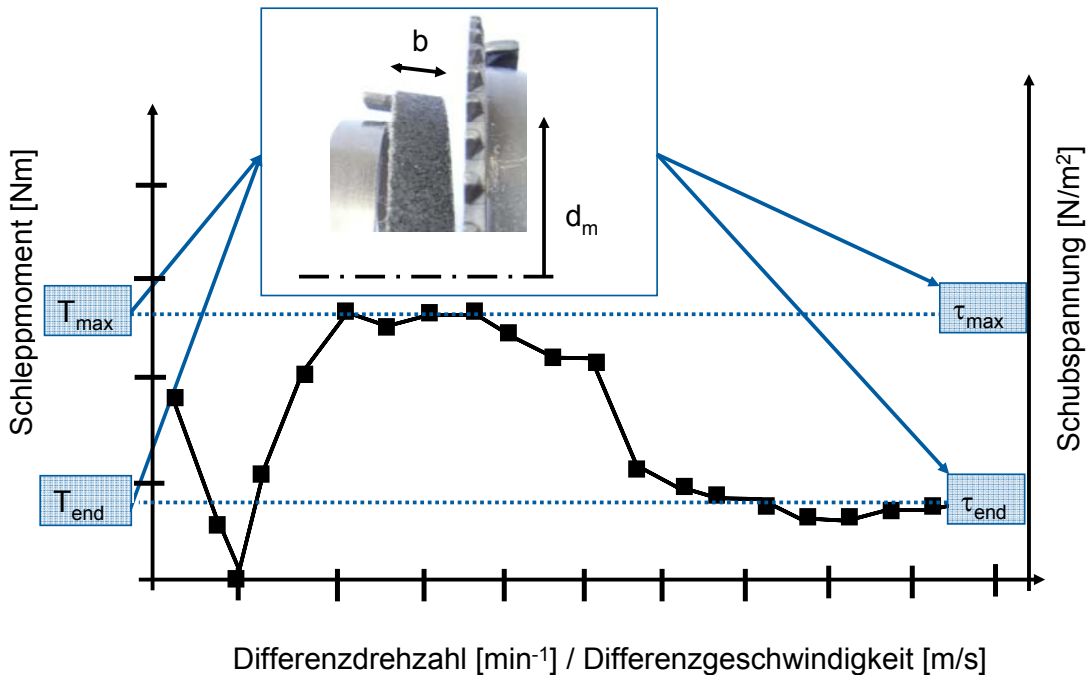 b
d_m
Schleppmoment [Nm]
Schubspannung [N/m²]
T_max
τ_max
T_end
τ_end
Differenzdrehzahl [min⁻¹] / Differenzgeschwindigkeit [m/s]